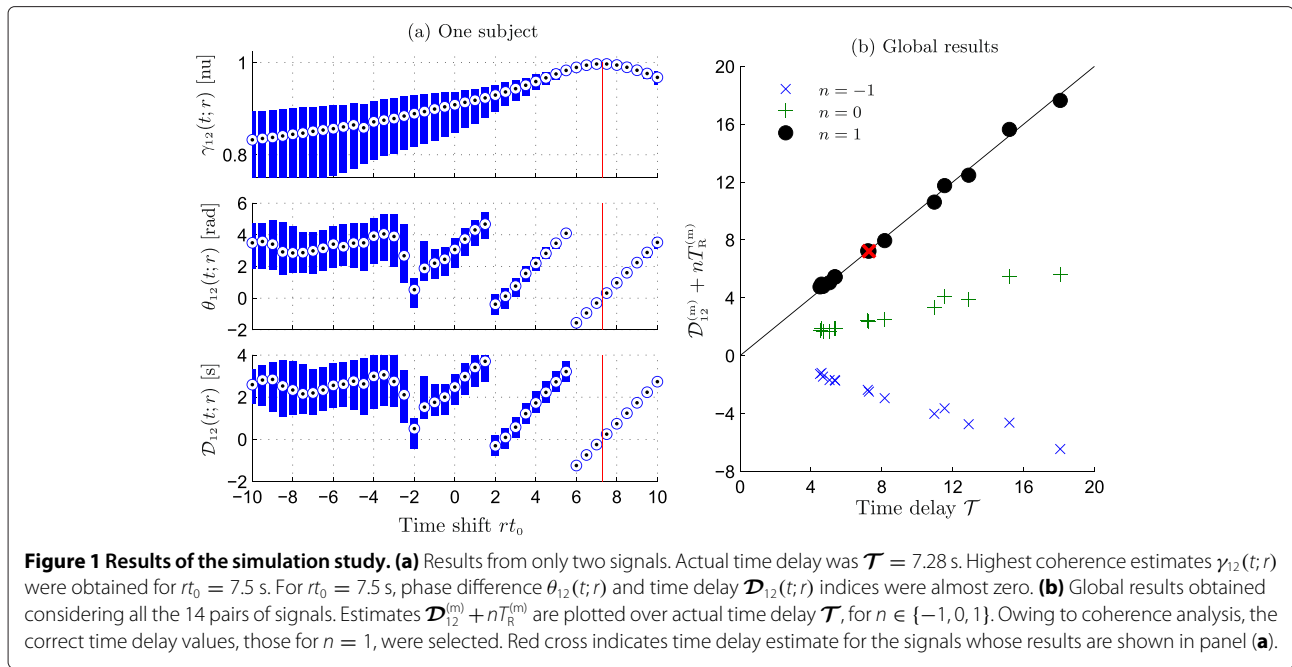 (a) One subject
γ₁₂(t; r) [nu]
1
0.8
θ₁₂(t; r) [rad]
6
4
2
0
−2
𝒟₁₂(t; r) [s]
4
2
0
−2
−10 −8 −6 −4 −2 0 2 4 6 8 10
Time shift rt₀
(b) Global results
𝒟₁₂⁽ᵐ⁾ + nT_R⁽ᵐ⁾
20
16
12
8
4
0
−4
−8
n = −1
n = 0
n = 1
0 4 8 12 16 20
Time delay 𝒯
Figure 1 Results of the simulation study. (a) Results from only two signals. Actual time delay was 𝒯 = 7.28 s. Highest coherence estimates γ₁₂(t; r)
were obtained for rt₀ = 7.5 s. For rt₀ = 7.5 s, phase difference θ₁₂(t; r) and time delay 𝒟₁₂(t; r) indices were almost zero. (b) Global results obtained
considering all the 14 pairs of signals. Estimates 𝒟₁₂⁽ᵐ⁾ + nT_R⁽ᵐ⁾ are plotted over actual time delay 𝒯, for n ∈ {−1, 0, 1}. Owing to coherence analysis, the
correct time delay values, those for n = 1, were selected. Red cross indicates time delay estimate for the signals whose results are shown in panel (a).